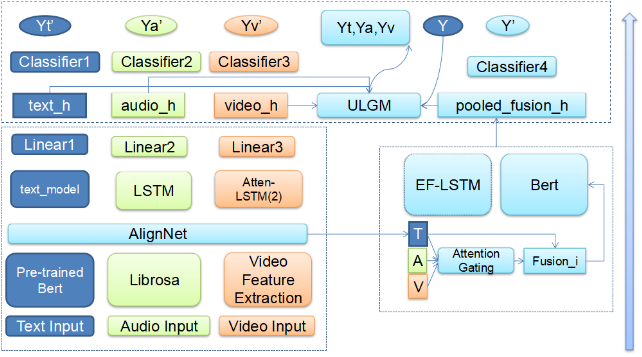 Yt’ Ya’ Yv’ Yt,Ya,Yv Y Y’
Classifier1 Classifier2 Classifier3 Classifier4
text_h audio_h video_h ULGM pooled_fusion_h
Linear1 Linear2 Linear3
text_model LSTM Atten-
LSTM(2)
EF-LSTM Bert
AlignNet
T
A
V
Attention
Gating
Fusion_i
Pre-trained
Bert
Librosa
Video
Feature
Extraction
Text Input Audio Input Video Input